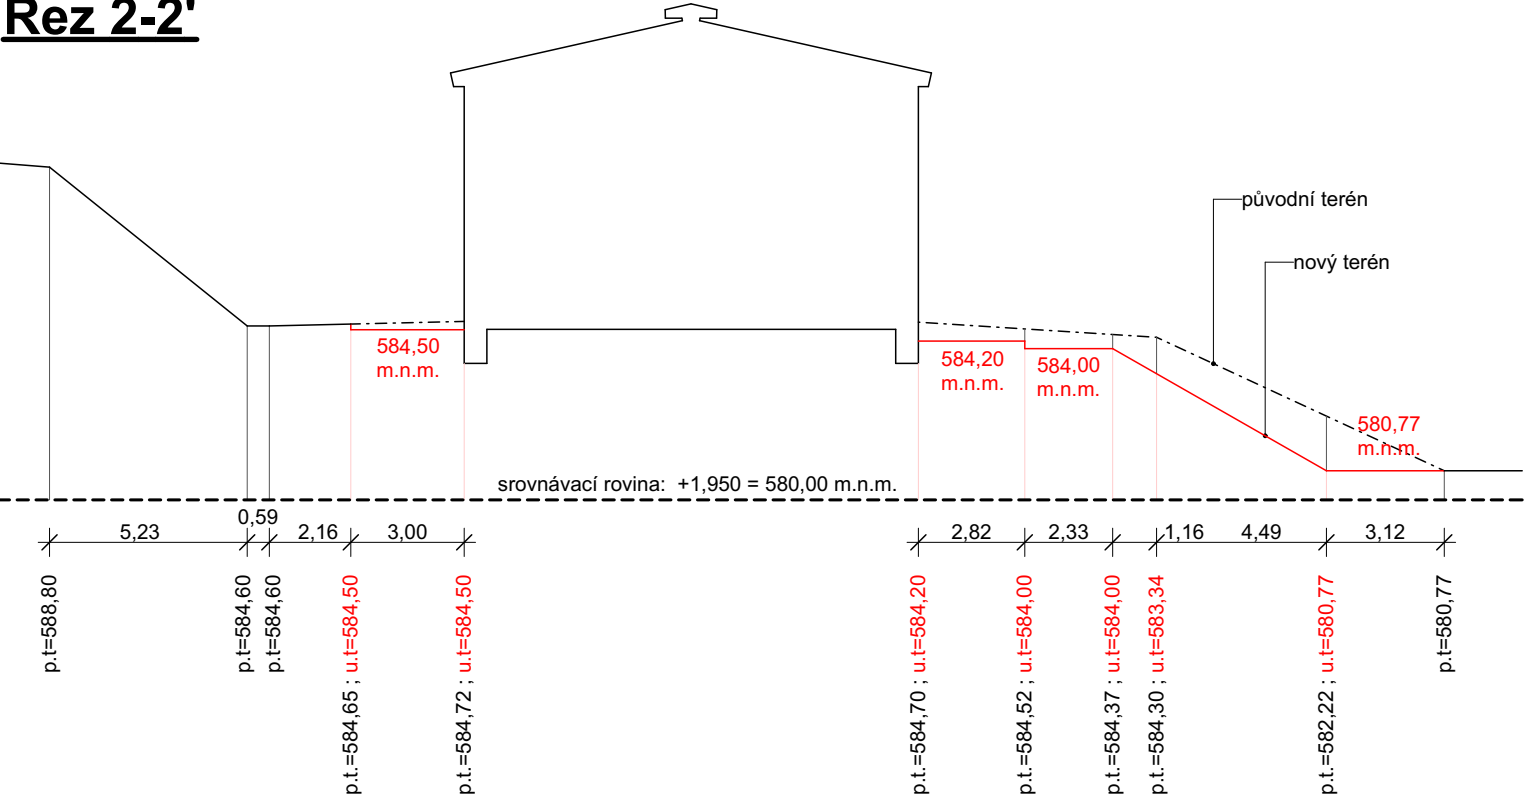 Rez 2-2'
původní terén
nový terén
584,50
m.n.m.
584,20
m.n.m.
584,00
m.n.m.
580,77
m.n.m.
srovnávací rovina: +1,950 = 580,00 m.n.m.
5,23
0,59
2,16
3,00
2,82
2,33
1,16
4,49
3,12
p.t=588,80
p.t=584,60
p.t=584,60
p.t.=584,65 ; u.t=584,50
p.t.=584,72 ; u.t=584,50
p.t.=584,70 ; u.t=584,20
p.t.=584,52 ; u.t=584,00
p.t.=584,37 ; u.t=584,00
p.t.=584,30 ; u.t=583,34
p.t.=582,22 ; u.t=580,77
p.t=580,77